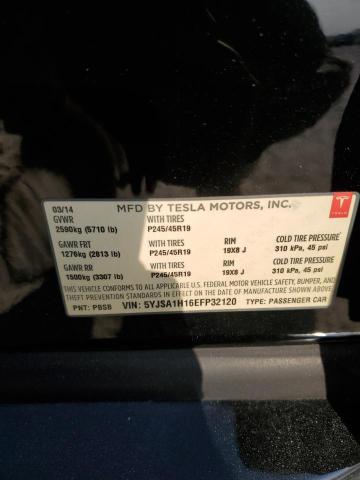 03/14 MFD BY TESLA MOTORS, INC.
GVWR WITH TIRES
2590kg (5710 lb) P245/45R19
GAWR FRT WITH TIRES RIM COLD TIRE PRESSURE
1276kg (2813 lb) P245/45R19 19X8 J 310 kPa, 45 psi
GAWR RR WITH TIRES RIM COLD TIRE PRESSURE
1500kg (3307 lb) P245/45R19 19X8 J 310 kPa, 45 psi
THIS VEHICLE CONFORMS TO ALL APPLICABLE U.S. FEDERAL MOTOR VEHICLE SAFETY, BUMPER, AND
THEFT PREVENTION STANDARDS IN EFFECT ON THE DATE OF MANUFACTURE SHOWN ABOVE.
PNT: PBSB VIN: 5YJSA1H16EFP32120 TYPE: PASSENGER CAR
TESLA